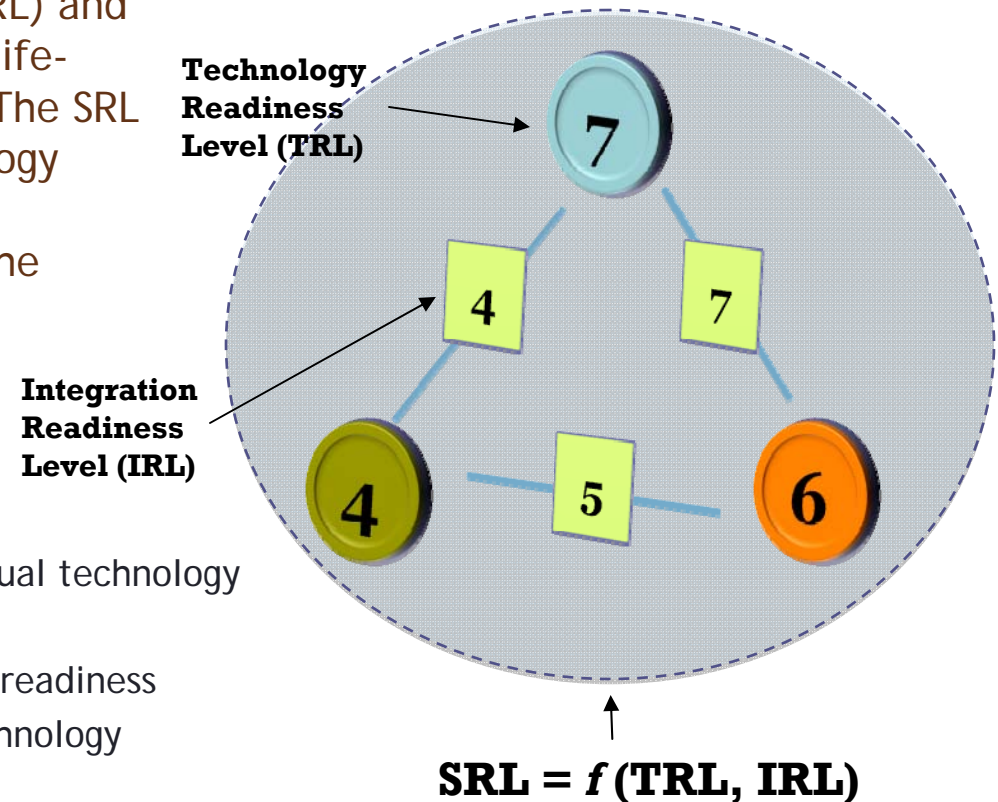 RL) and
ife-
The SRL
ogy
he
ual technology
readiness
hnology
Technology
Readiness
Level (TRL)
7
4
7
Integration
Readiness
Level (IRL)
4
5
6
SRL = f (TRL, IRL)